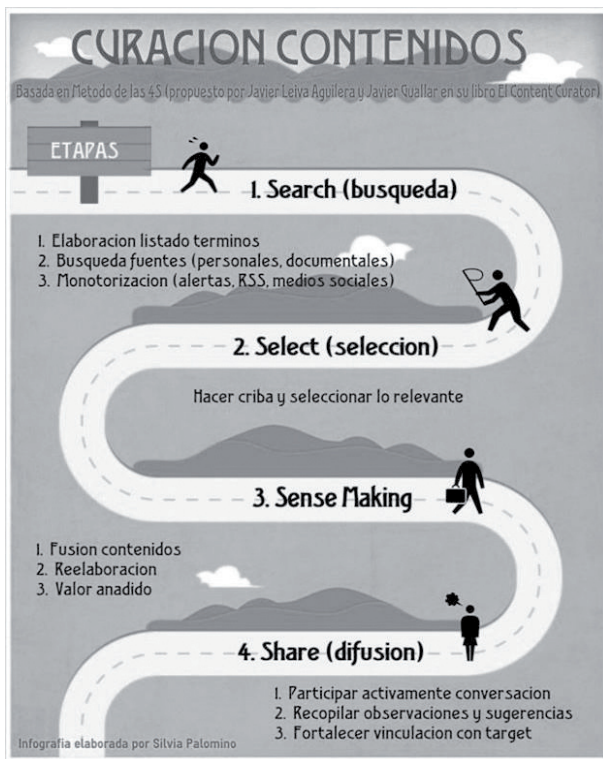 CURACION CONTENIDOS
Basada en Metodo de las 4S (propuesto por Javier Leiva Aguilera y Javier Guallar en su libro El Content Curator)
ETAPAS
1. Search (busqueda)
1. Elaboracion listado terminos
2. Busqueda fuentes (personales, documentales)
3. Monotorizacion (alertas, RSS, medios sociales)
2. Select (seleccion)
Hacer criba y seleccionar lo relevante
3. Sense Making
1. Fusion contenidos
2. Reelaboracion
3. Valor anadido
4. Share (difusion)
1. Participar activamente conversacion
2. Recopilar observaciones y sugerencias
3. Fortalecer vinculacion con target
Infografia elaborada por Silvia Palomino